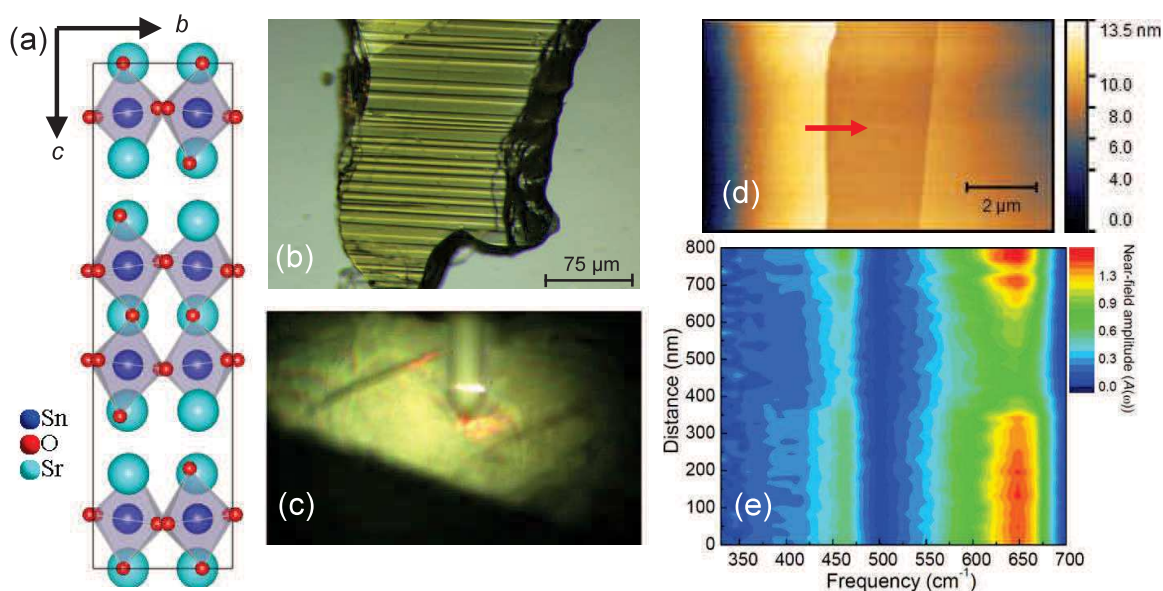 (a)
b
c
Sn
O
Sr
(b)
75 µm
(c)
13.5 nm
10.0
8.0
6.0
4.0
0.0
(d)
2 µm
800
700
600
500
400
300
200
100
0
Distance (nm)
350 400 450 500 550 600 650 700
Frequency (cm⁻¹)
(e)
1.3
0.9
0.6
0.3
0.0
Near-field amplitude (A(ω))